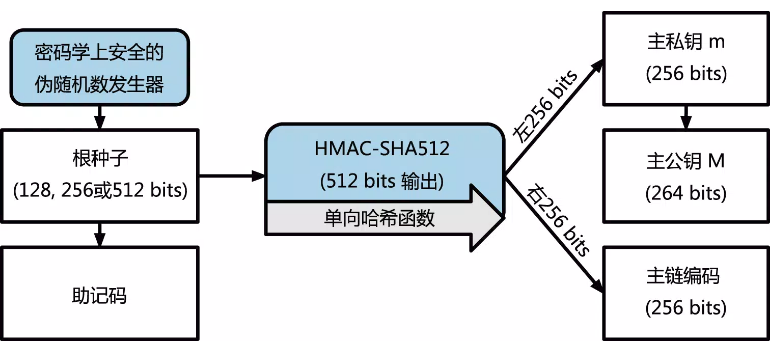 密码学上安全的
伪随机数发生器
根种子
(128, 256或512 bits)
助记码
HMAC-SHA512
(512 bits 输出)
单向哈希函数
左256 bits
右256 bits
主私钥 m
(256 bits)
主公钥 M
(264 bits)
主链编码
(256 bits)